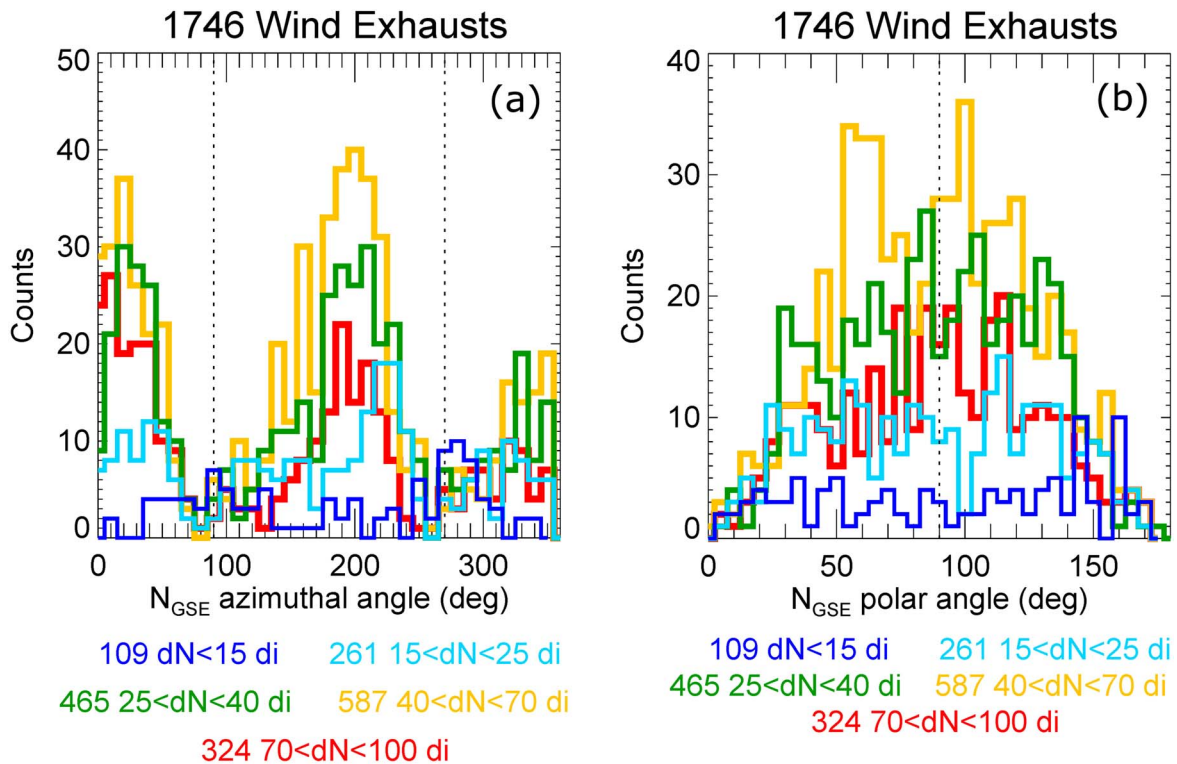 1746 Wind Exhausts
(a)
50
40
30
20
10
0
Counts
0 100 200 300
N_GSE azimuthal angle (deg)
109 dN<15 di 261 15<dN<25 di
465 25<dN<40 di 587 40<dN<70 di
324 70<dN<100 di
1746 Wind Exhausts
(b)
40
30
20
10
0
Counts
0 50 100 150
N_GSE polar angle (deg)
109 dN<15 di 261 15<dN<25 di
465 25<dN<40 di 587 40<dN<70 di
324 70<dN<100 di